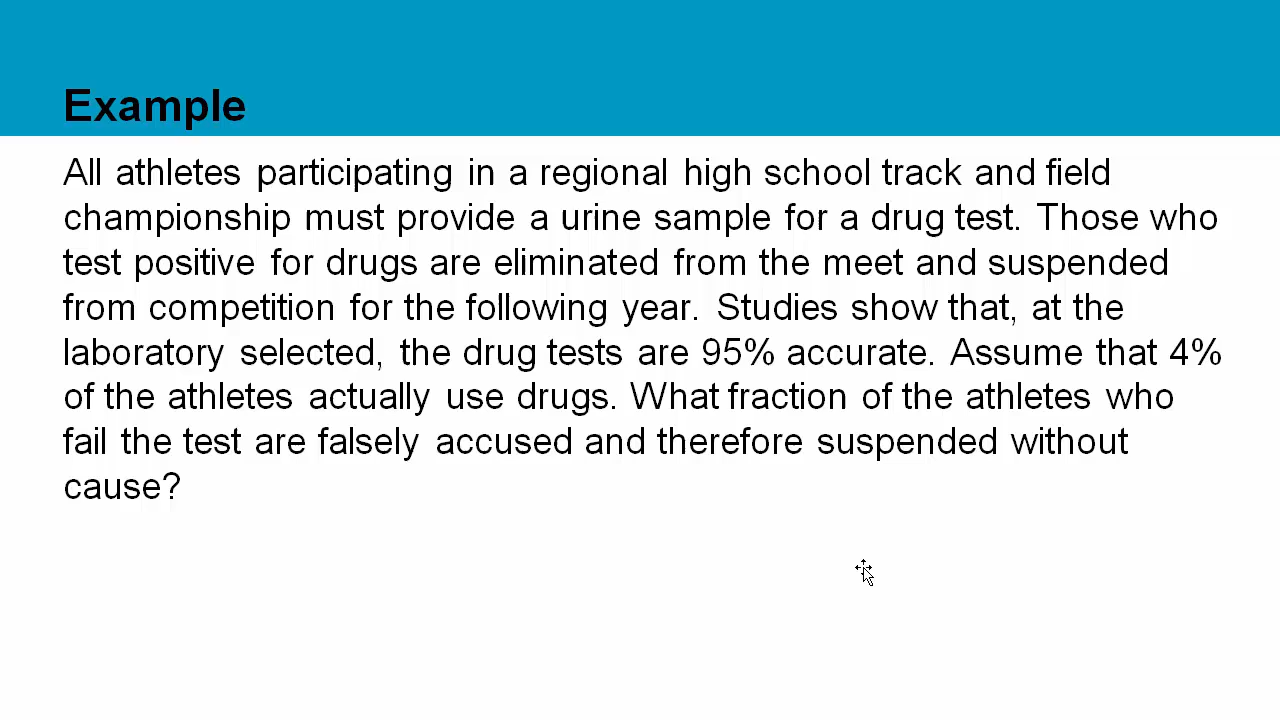 Example
All athletes participating in a regional high school track and field
championship must provide a urine sample for a drug test. Those who
test positive for drugs are eliminated from the meet and suspended
from competition for the following year. Studies show that, at the
laboratory selected, the drug tests are 95% accurate. Assume that 4%
of the athletes actually use drugs. What fraction of the athletes who
fail the test are falsely accused and therefore suspended without
cause?